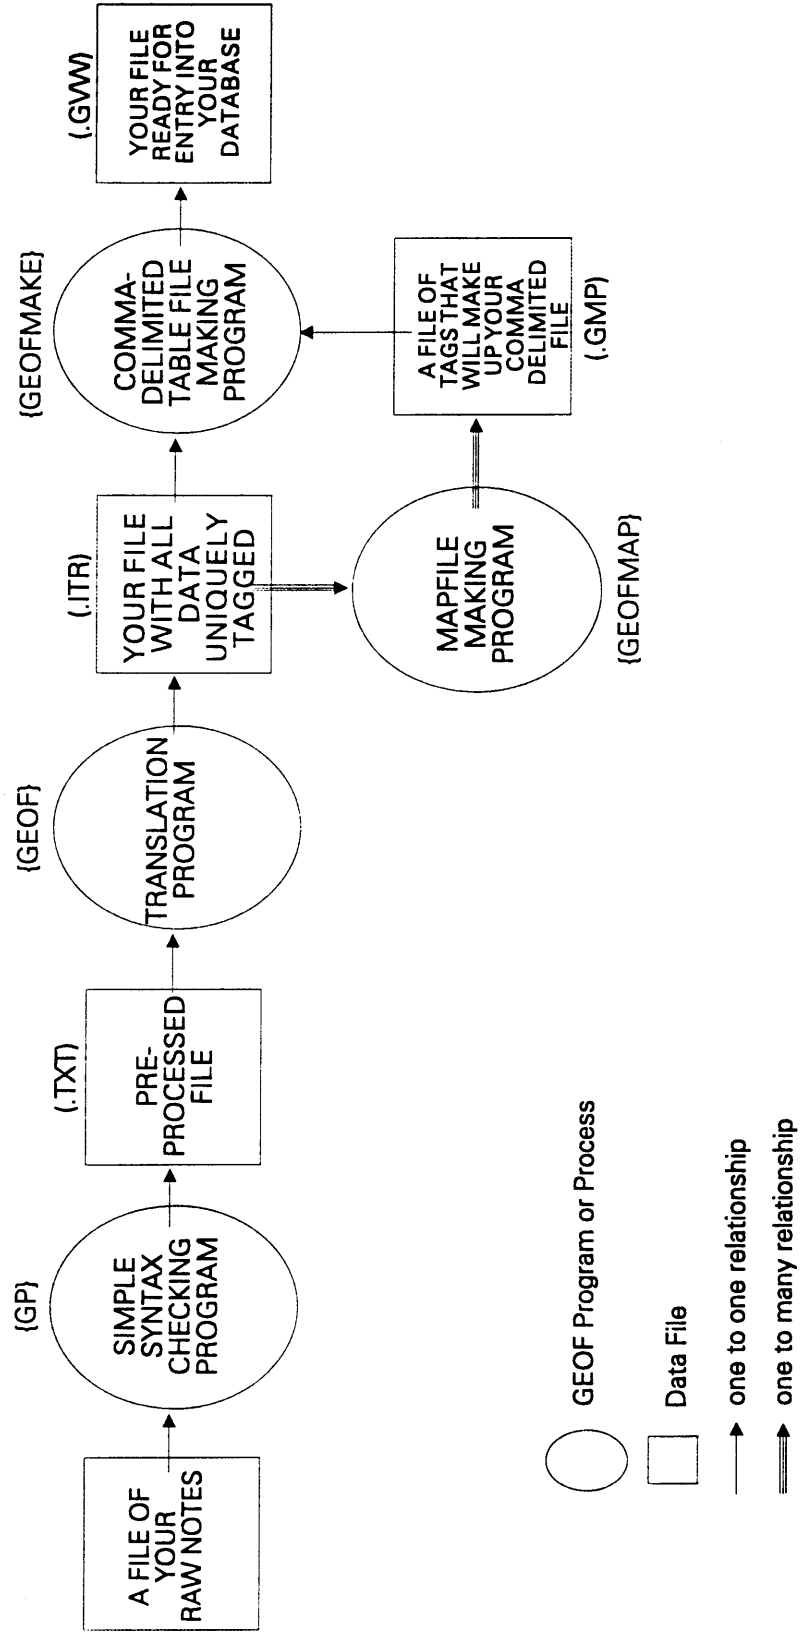 A FILE OF
YOUR
RAW NOTES
{GP}
SIMPLE
SYNTAX
CHECKING
PROGRAM
(.TXT)
PRE-
PROCESSED
FILE
{GEOF}
TRANSLATION
PROGRAM
(.ITR)
YOUR FILE
WITH ALL
DATA
UNIQUELY
TAGGED
{GEOFMAKE}
COMMA-
DELIMITED
TABLE FILE
MAKING
PROGRAM
(.GVW)
YOUR FILE
READY FOR
ENTRY INTO
YOUR
DATABASE
MAPFILE
MAKING
PROGRAM
{GEOFMAP}
A FILE OF
TAGS THAT
WILL MAKE
UP YOUR
COMMA
DELIMITED
FILE
(.GMP)
GEOF Program or Process
Data File
one to one relationship
one to many relationship